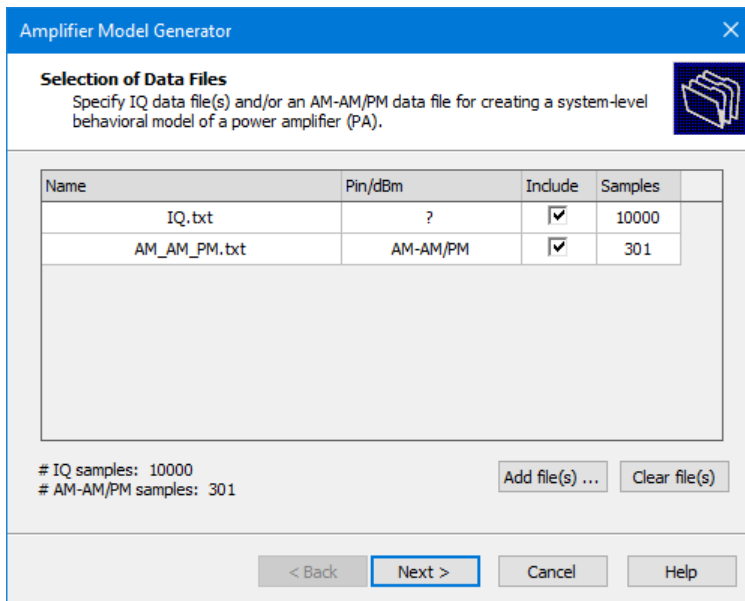 Amplifier Model Generator
Selection of Data Files
Specify IQ data file(s) and/or an AM-AM/PM data file for creating a system-level
behavioral model of a power amplifier (PA).
Name Pin/dBm Include Samples
IQ.txt ? 10000
AM_AM_PM.txt AM-AM/PM 301
# IQ samples: 10000
# AM-AM/PM samples: 301
Add file(s) ... Clear file(s)
< Back Next > Cancel Help